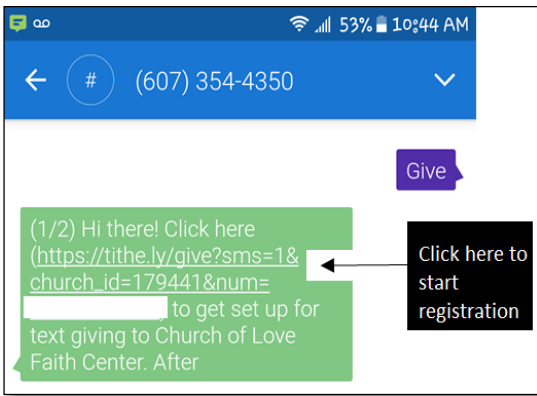 53% 10:44 AM
# (607) 354-4350
Give
(1/2) Hi there! Click here
(https://tithe.ly/give?sms=1&
church_id=179441&num=
) to get set up for
text giving to Church of Love
Faith Center. After
Click here to
start
registration